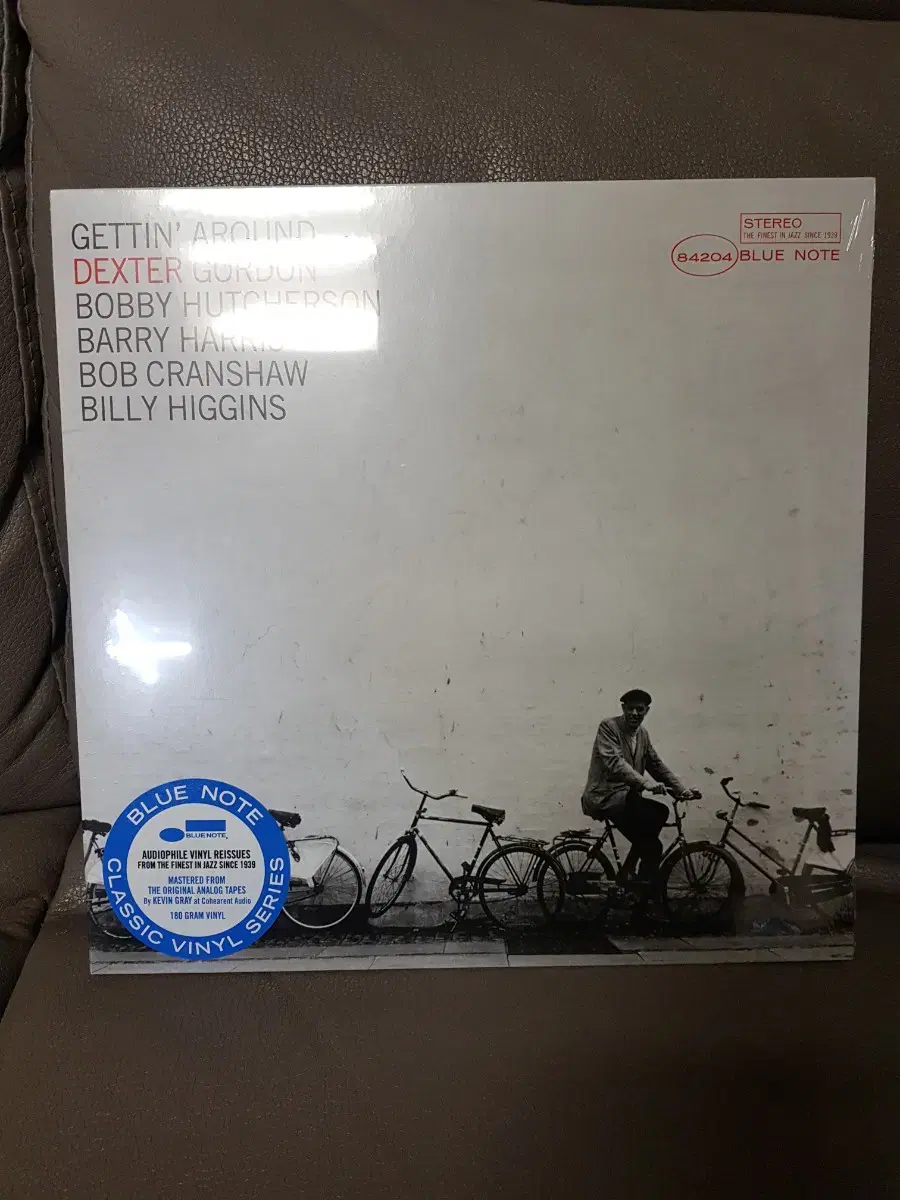 GETTIN' AROUND
DEXTER GORDON
BOBBY HUTCHERSON
BARRY HARRIS
BOB CRANSHAW
BILLY HIGGINS
STEREO
THE FINEST IN JAZZ SINCE 1939
84204 BLUE NOTE
BLUE NOTE
BLUE NOTE
AUDIOPHILE VINYL REISSUES
FROM THE FINEST IN JAZZ SINCE 1939
MASTERED FROM
THE ORIGINAL ANALOG TAPES
By KEVIN GRAY at Cohearent Audio
180 GRAM VINYL
CLASSIC VINYL SERIES